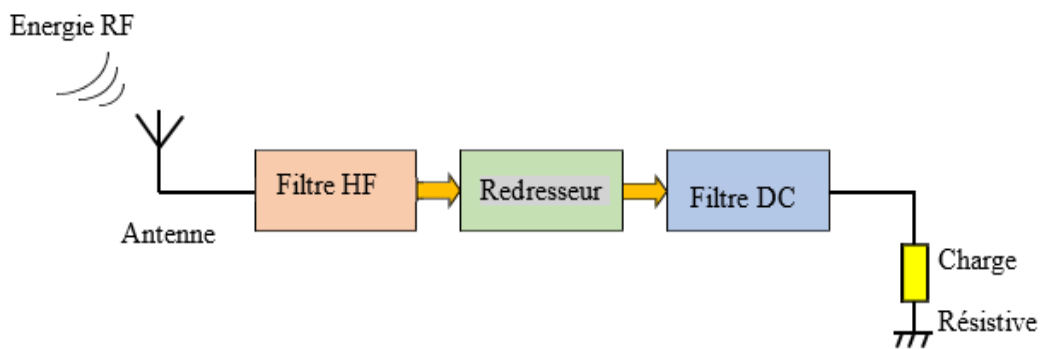 Energie RF
Antenne
Filtre HF
Redresseur
Filtre DC
Charge
Résistive